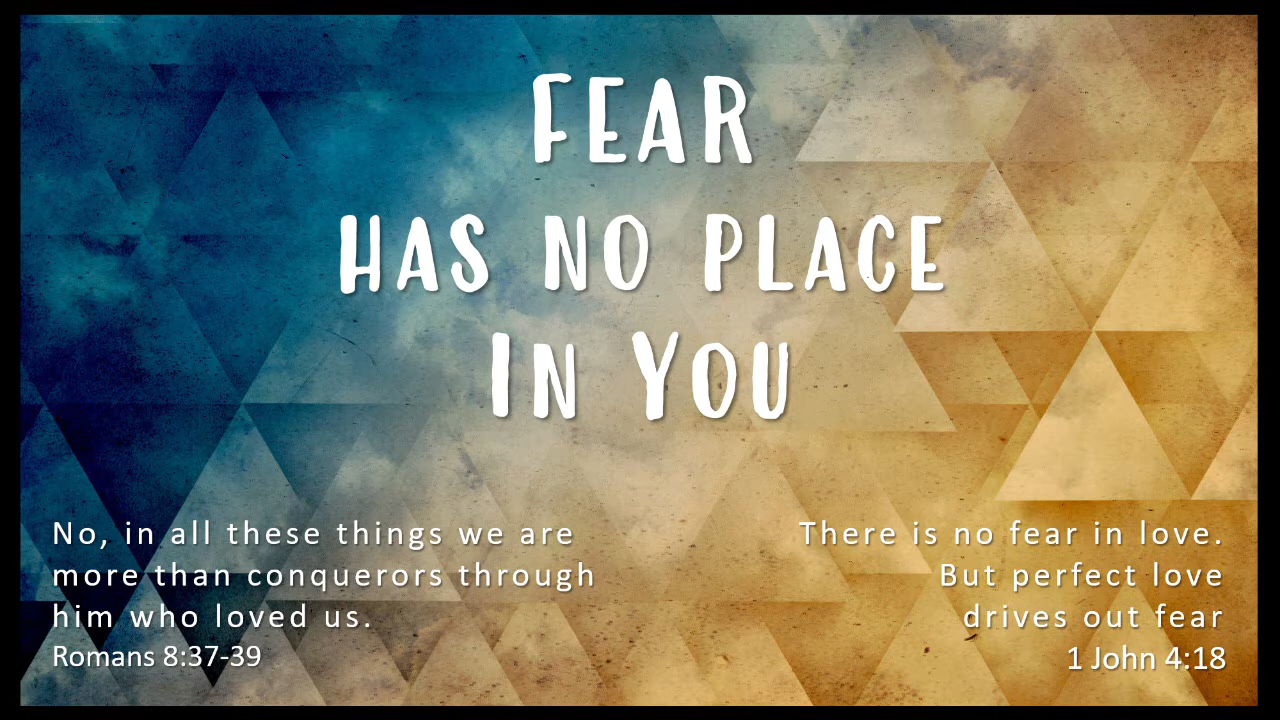 FEAR
HAS NO PLACE
IN YOU
No, in all these things we are
more than conquerors through
him who loved us.
Romans 8:37-39
There is no fear in love.
But perfect love
drives out fear
1 John 4:18